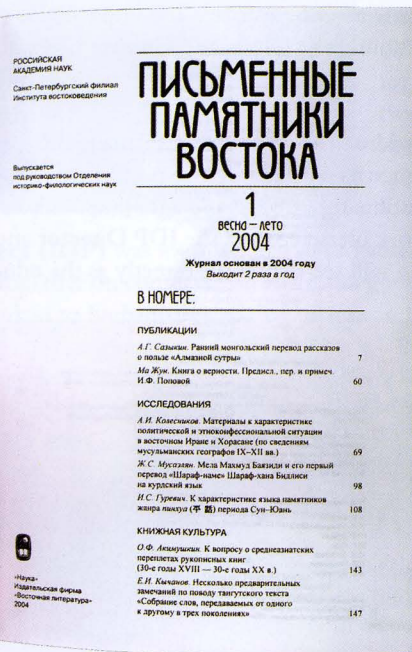 РОССИЙСКАЯ
АКАДЕМИЯ НАУК
Санкт-Петербургский филиал
Института востоковедения
Выпускается
под руководством Отделения
историко-филологических наук
ПИСЬМЕННЫЕ
ПАМЯТНИКИ
ВОСТОКА
1
весна – лето
2004
Журнал основан в 2004 году
Выходит 2 раза в год
В НОМЕРЕ:
ПУБЛИКАЦИИ
А.Г. Сазыкин. Ранний монгольский перевод рассказов
о пользе «Алмазной сутры» 7
Ма Жун. Книга о верности. Предисл., пер. и примеч.
И.Ф. Поповой 60
ИССЛЕДОВАНИЯ
А.И. Колесников. Материалы к характеристике
политической и этноконфессиональной ситуации
в восточном Иране и Хорасане (по сведениям
мусульманских географов IX–XII вв.) 69
Ж.С. Мусаэлян. Мела Махмуд Баязиди и его первый
перевод «Шараф-наме» Шараф-хана Бидлиси
на курдский язык 98
И.С. Гуревич. К характеристике языка памятников
жанра пинхуа (平 話) периода Сун–Юань 108
КНИЖНАЯ КУЛЬТУРА
О.Ф. Акимушкин. К вопросу о среднеазиатских
переплетах рукописных книг
(30-е годы XVIII — 30-е годы XX в.) 143
Е.И. Кычанов. Несколько предварительных
замечаний по поводу тангутского текста
«Собрание слов, передаваемых от одного
к другому в трех поколениях» 147
«Наука»
Издательская фирма
«Восточная литература»
2004